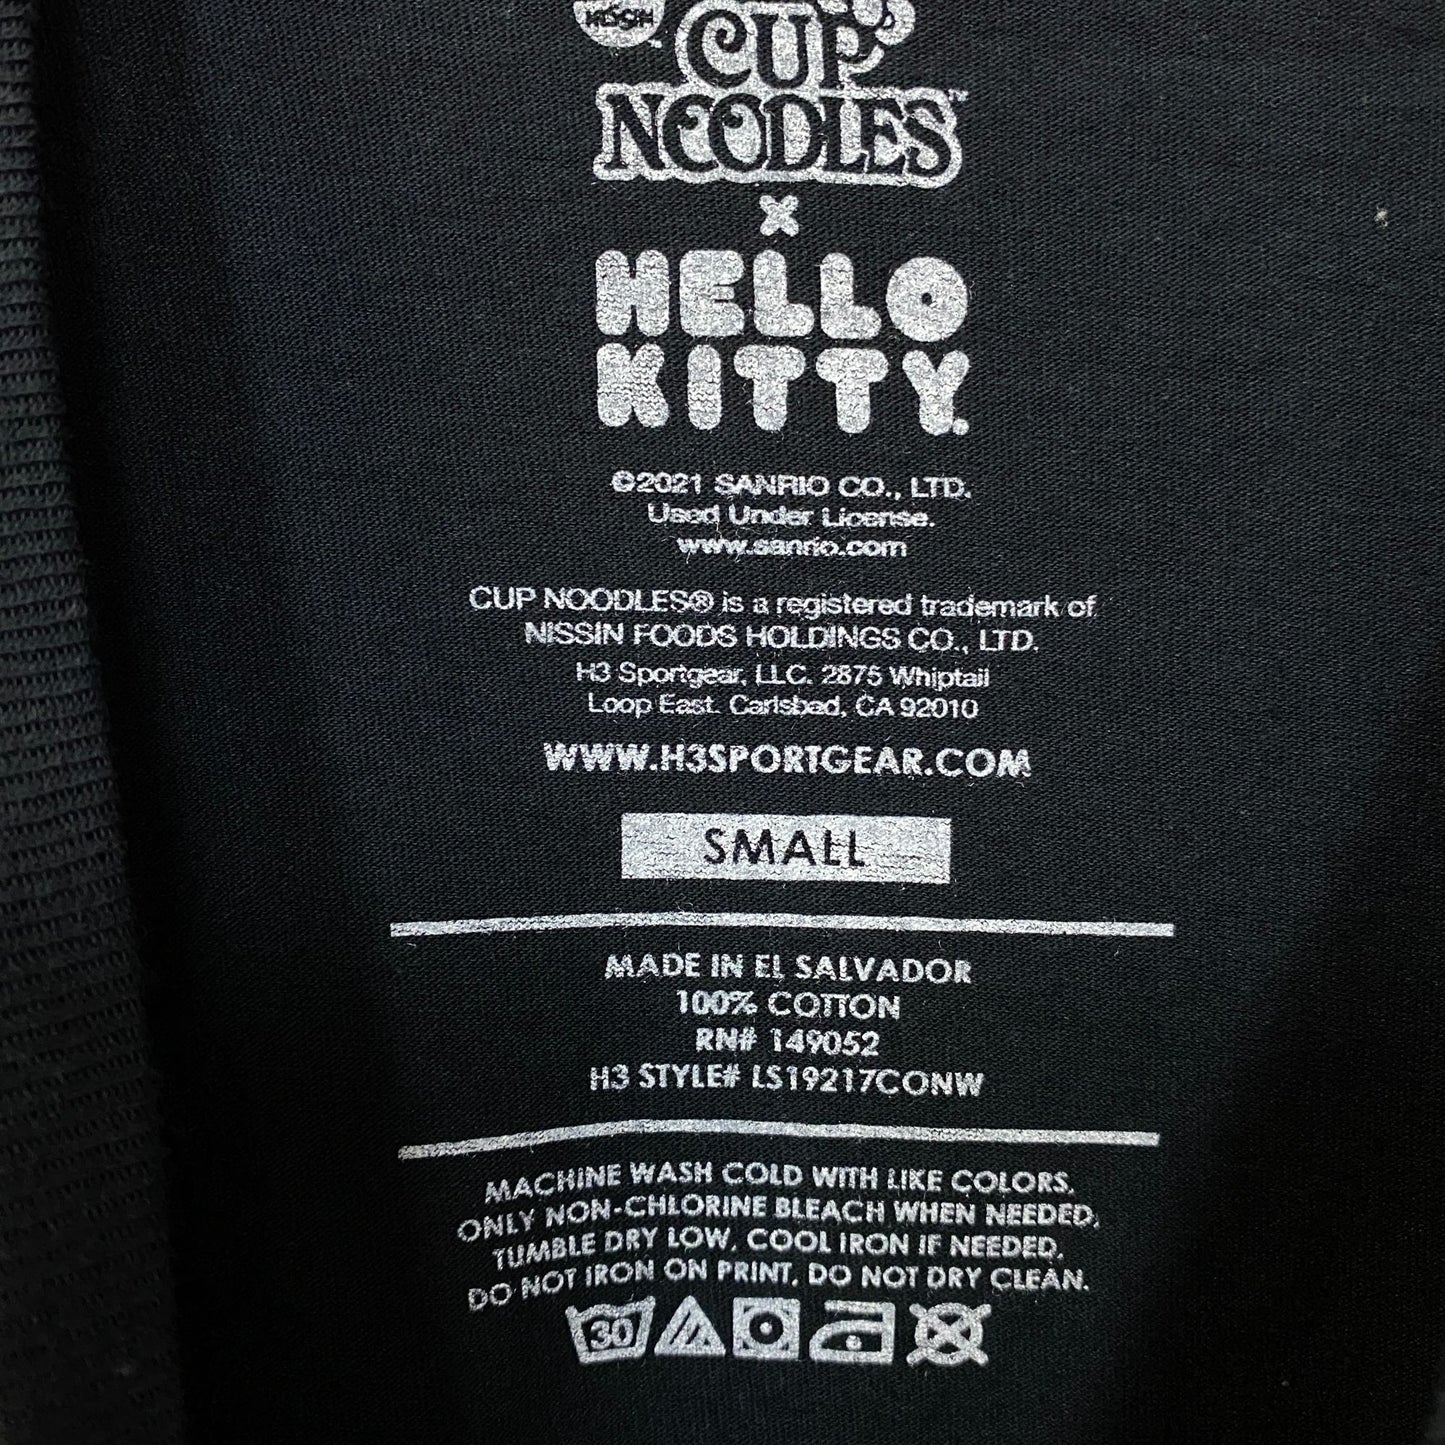 NISSIN
CUP
NOODLES™
x
HELLO
KITTY®
©2021 SANRIO CO., LTD.
Used Under License.
www.sanrio.com
CUP NOODLES® is a registered trademark of
NISSIN FOODS HOLDINGS CO., LTD.
H3 Sportgear, LLC. 2875 Whiptail
Loop East. Carlsbad, CA 92010
WWW.H3SPORTGEAR.COM
SMALL
MADE IN EL SALVADOR
100% COTTON
RN# 149052
H3 STYLE# LS19217CONW
MACHINE WASH COLD WITH LIKE COLORS.
ONLY NON-CHLORINE BLEACH WHEN NEEDED,
TUMBLE DRY LOW, COOL IRON IF NEEDED.
DO NOT IRON ON PRINT. DO NOT DRY CLEAN.
30